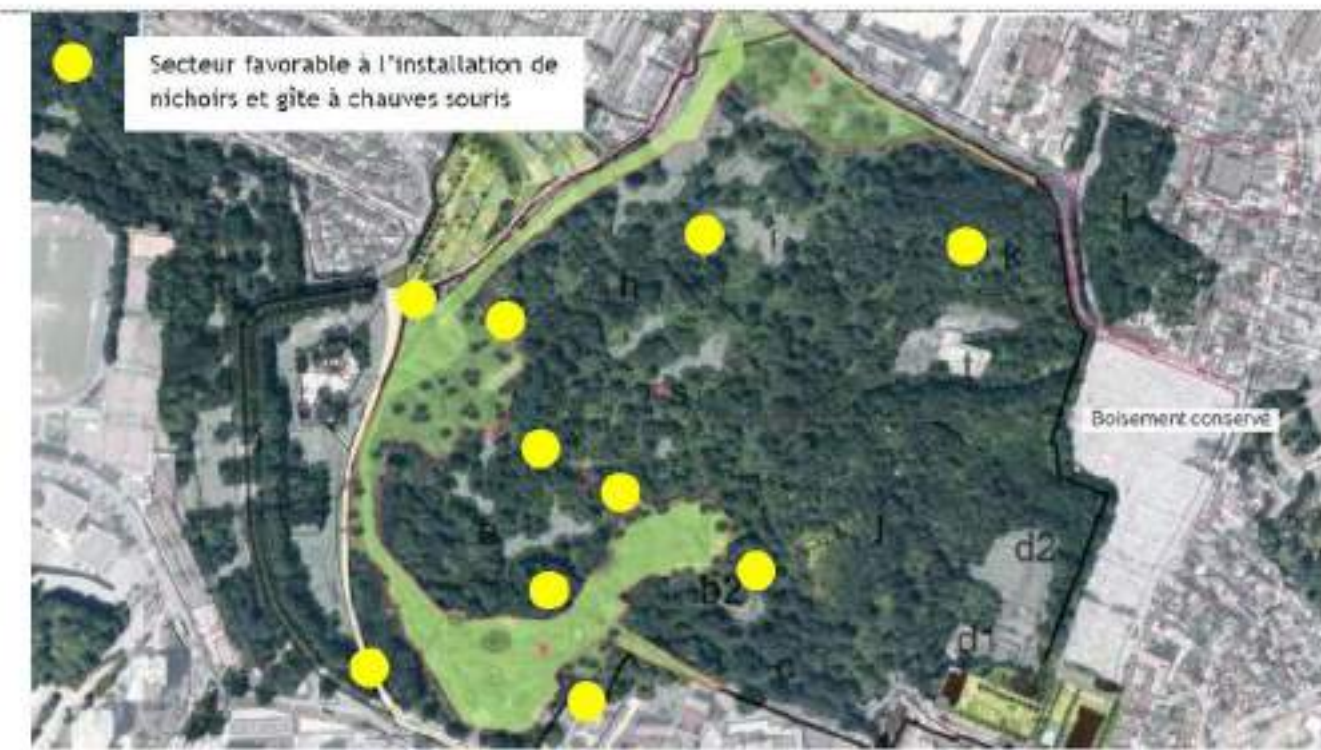 Secteur favorable à l'installation de
nichoirs et gîte à chauves souris
l
i
k
h
Boisement conservé
j
d2
b2
d1